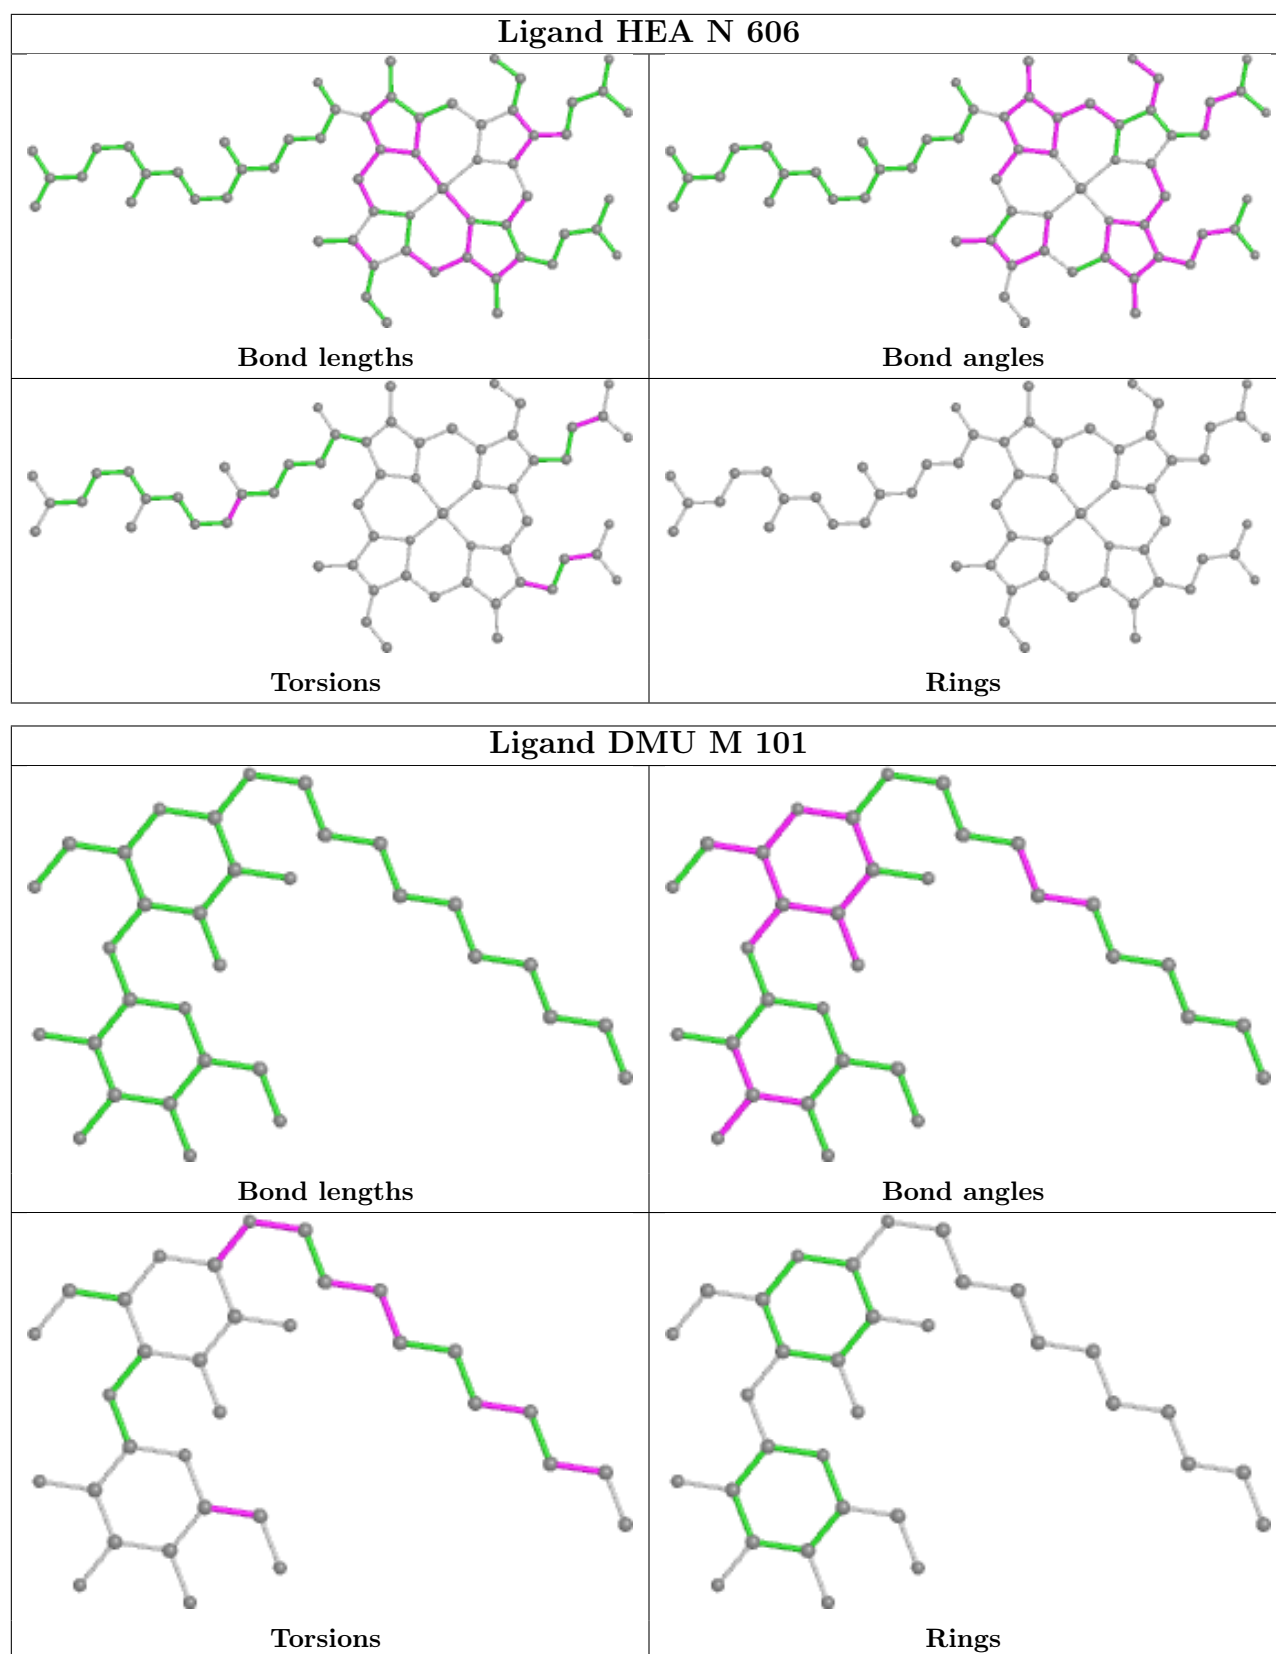 Ligand HEA N 606
Bond lengths
Bond angles
Torsions
Rings
Ligand DMU M 101
Bond lengths
Bond angles
Torsions
Rings